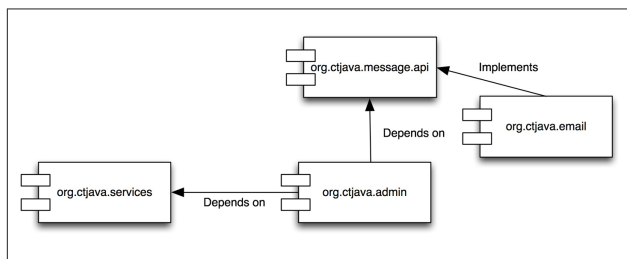 org.ctjava.message.api
Implements
org.ctjava.email
Depends on
org.ctjava.services
Depends on
org.ctjava.admin